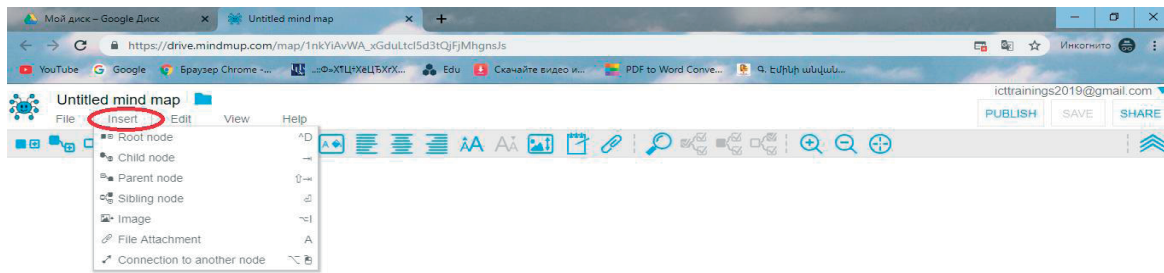 Мой диск – Google Диск
Untitled mind map
https://drive.mindmup.com/map/1nkYiAvWA_xGduLtcl5d3tQjFjMhgnsJs
Инкогнито
YouTube Google Браузер Chrome -... Edu Скачайте видео и... PDF to Word Conve... Գ. Էմինի անվան...
Untitled mind map
icttrainings2019@gmail.com
File Insert Edit View Help
PUBLISH SAVE SHARE
Root node ^D
Child node
Parent node
Sibling node
Image
File Attachment A
Connection to another node